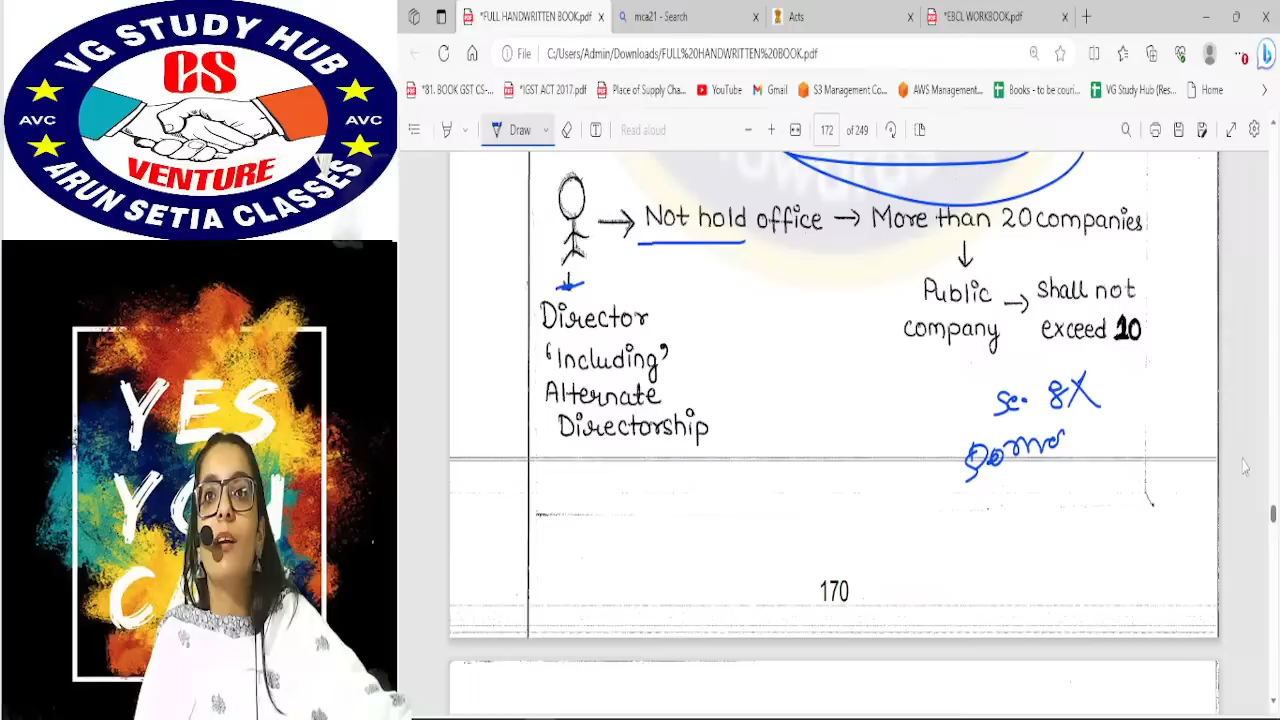 VG STUDY HUB
CS
AVC
AVC
VENTURE
ARUN SETIA CLASSES
YES
YO
C
*FULL HANDWRITTEN BOOK.pdf
mca21 - Search
Acts
*EBCL WORKBOOK.pdf
File
C:/Users/Admin/Downloads/FULL%20HANDWRITTEN%20BOOK.pdf
*81. BOOK GST CS-...
*IGST ACT 2017.pdf
Place of Supply Cha...
YouTube
Gmail
S3 Management Co...
AWS Management...
Books - to be couri...
VG Study Hub (Res...
Home
Draw
Read aloud
172
of 249
Not hold office → More than 20 companies
Public → shall not
company exceed 10
Director
'Including'
Alternate
Directorship
Sec. 8X
170